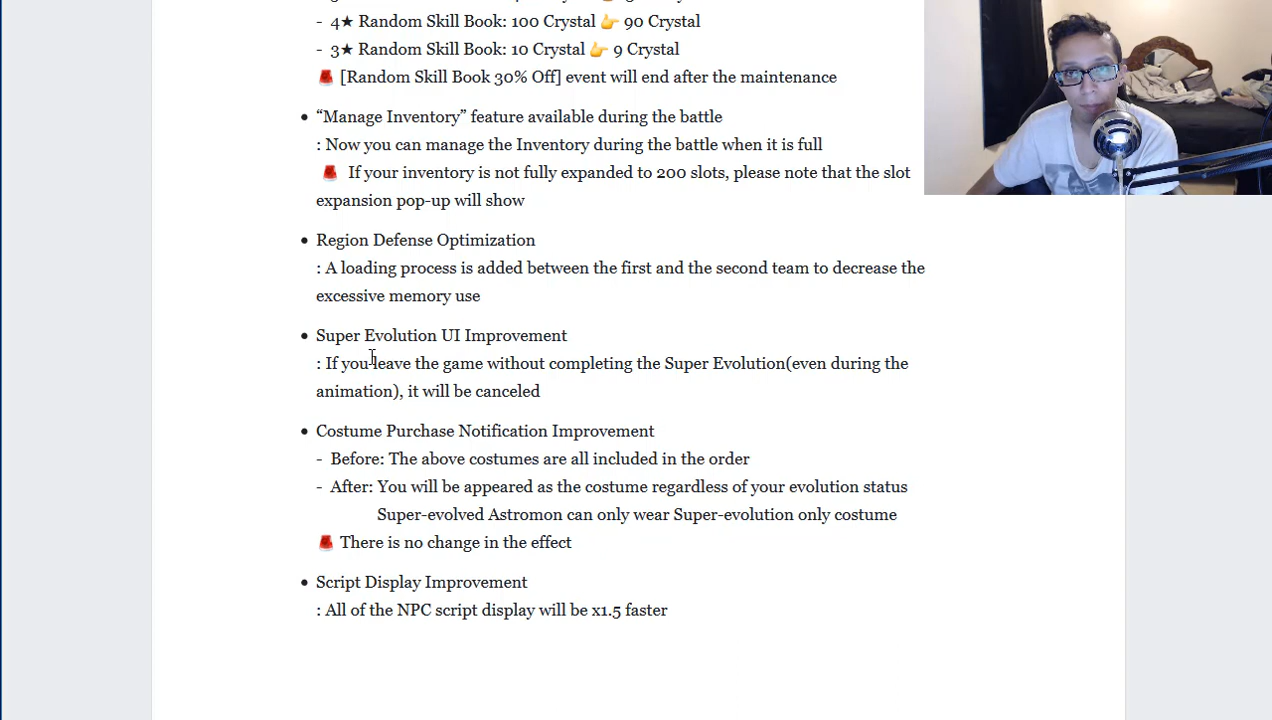 - 4★ Random Skill Book: 100 Crystal 👉 90 Crystal
- 3★ Random Skill Book: 10 Crystal 👉 9 Crystal
[Random Skill Book 30% Off] event will end after the maintenance
• “Manage Inventory” feature available during the battle
: Now you can manage the Inventory during the battle when it is full
If your inventory is not fully expanded to 200 slots, please note that the slot
expansion pop-up will show
• Region Defense Optimization
: A loading process is added between the first and the second team to decrease the
excessive memory use
• Super Evolution UI Improvement
: If you leave the game without completing the Super Evolution(even during the
animation), it will be canceled
• Costume Purchase Notification Improvement
- Before: The above costumes are all included in the order
- After: You will be appeared as the costume regardless of your evolution status
Super-evolved Astromon can only wear Super-evolution only costume
There is no change in the effect
• Script Display Improvement
: All of the NPC script display will be x1.5 faster